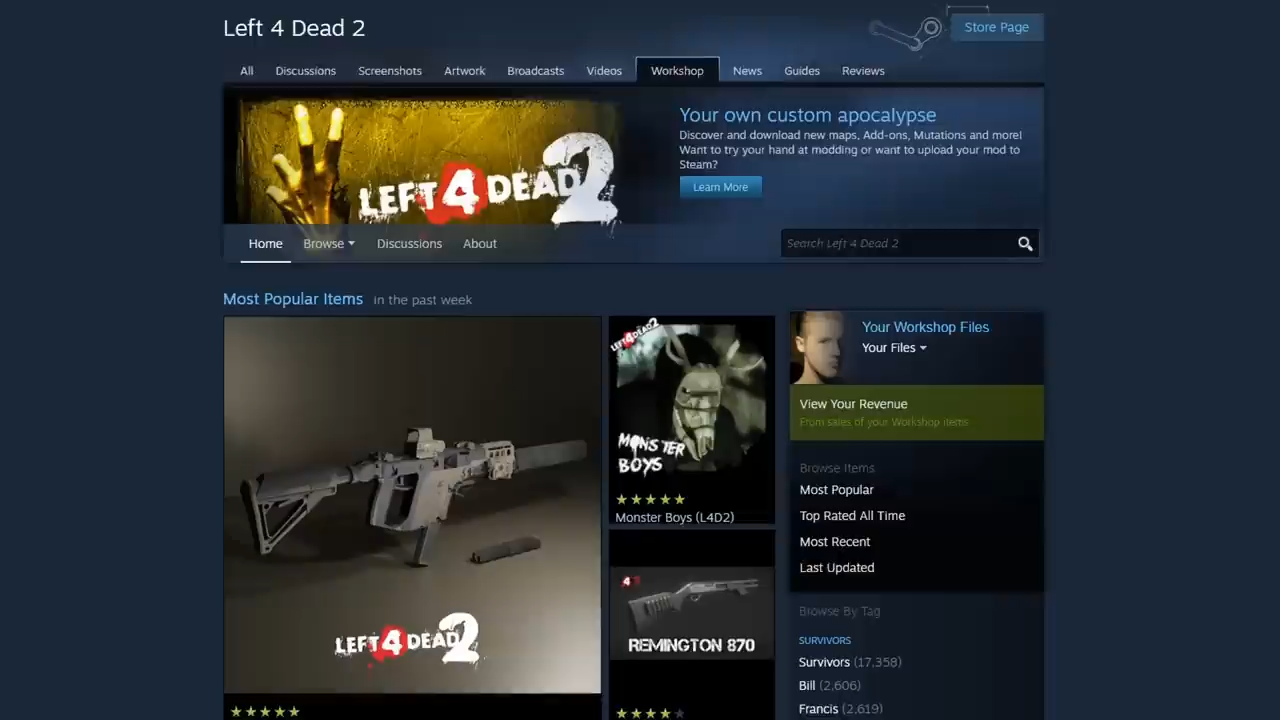 Left 4 Dead 2
Store Page
All Discussions Screenshots Artwork Broadcasts Videos Workshop News Guides Reviews
LEFT 4 DEAD 2
Your own custom apocalypse
Discover and download new maps, Add-ons, Mutations and more!
Want to try your hand at modding or want to upload your mod to
Steam?
Learn More
Home Browse Discussions About
Search Left 4 Dead 2
Most Popular Items in the past week
LEFT 4 DEAD 2
LEFT 4 DEAD 2
MONSTER
BOYS
Monster Boys (L4D2)
4
REMINGTON 870
Your Workshop Files
Your Files
View Your Revenue
From sales of your Workshop items
Browse Items
Most Popular
Top Rated All Time
Most Recent
Last Updated
Browse By Tag
SURVIVORS
Survivors (17,358)
Bill (2,606)
Francis (2,619)